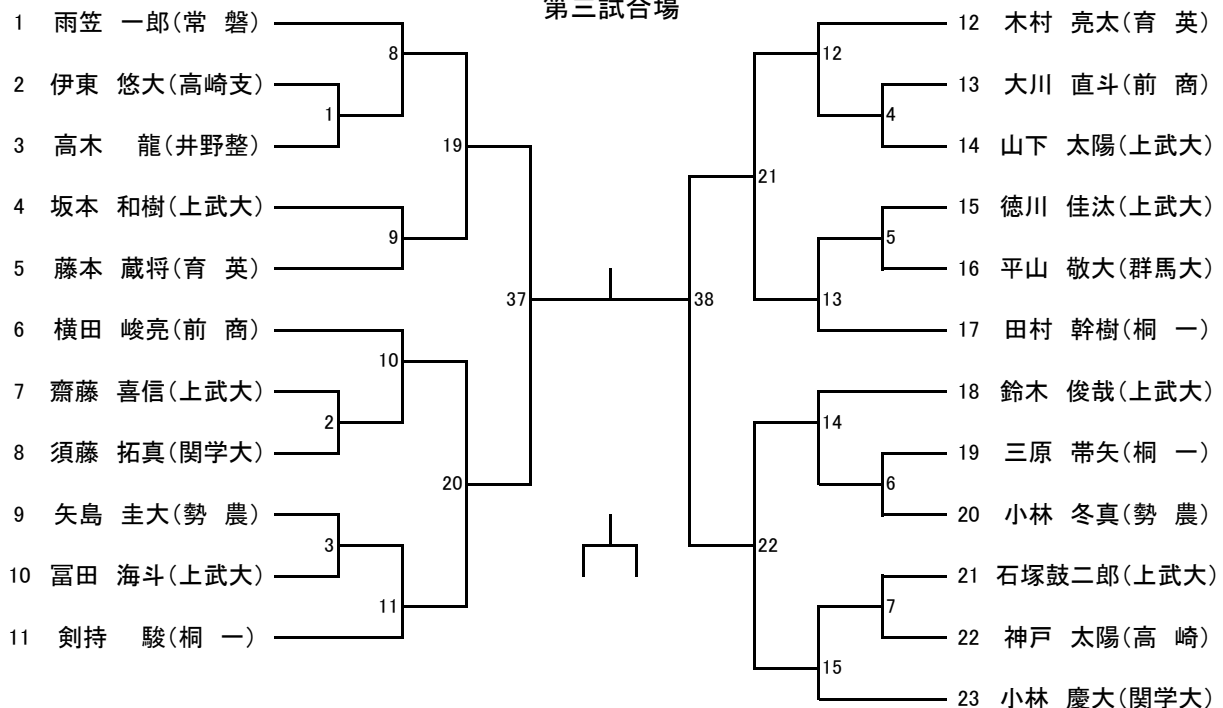 第三試合場
1 雨笠 一郎(常 磐)
2 伊東 悠大(高崎支)
3 高木 龍(井野整)
4 坂本 和樹(上武大)
5 藤本 蔵将(育 英)
6 横田 峻亮(前 商)
7 齋藤 喜信(上武大)
8 須藤 拓真(関学大)
9 矢島 圭大(勢 農)
10 冨田 海斗(上武大)
11 剣持 駿(桐 一)
8
1
19
9
37
10
2
20
3
11
12 木村 亮太(育 英)
13 大川 直斗(前 商)
14 山下 太陽(上武大)
15 徳川 佳汰(上武大)
16 平山 敬大(群馬大)
17 田村 幹樹(桐 一)
18 鈴木 俊哉(上武大)
19 三原 帯矢(桐 一)
20 小林 冬真(勢 農)
21 石塚鼓二郎(上武大)
22 神戸 太陽(高 崎)
23 小林 慶大(関学大)
12
4
21
5
13
38
14
6
22
7
15